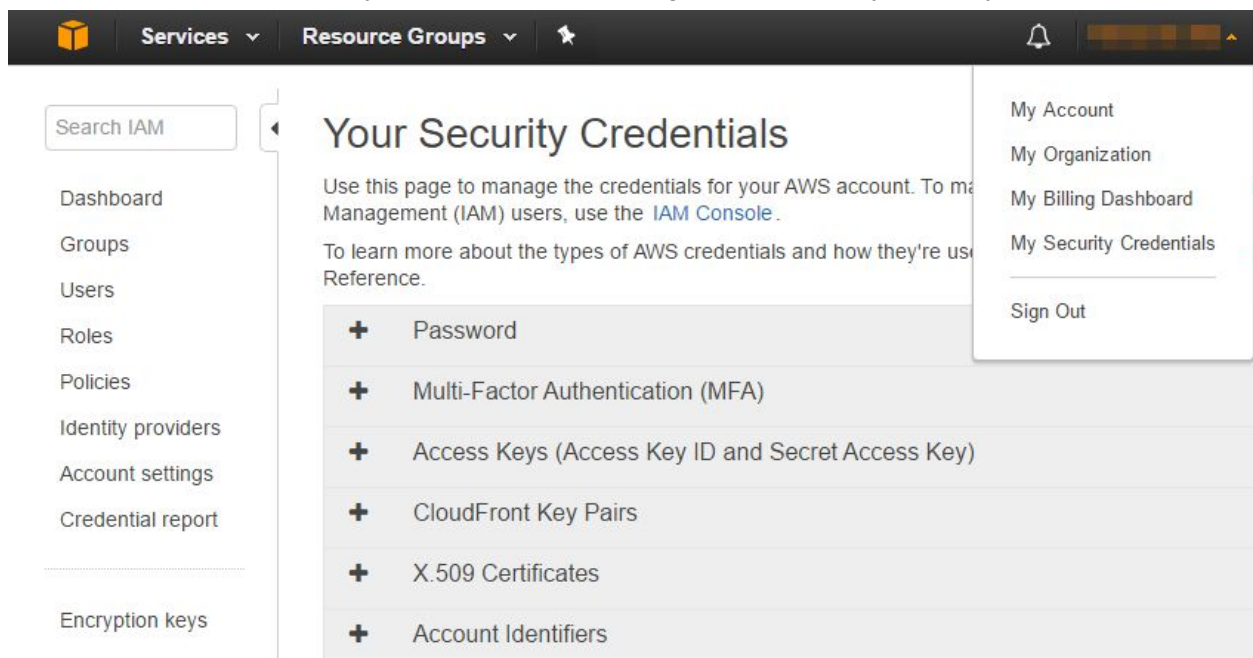 Services
Resource Groups
Search IAM
Dashboard
Groups
Users
Roles
Policies
Identity providers
Account settings
Credential report
Encryption keys
Your Security Credentials
Use this page to manage the credentials for your AWS account. To ma
Management (IAM) users, use the IAM Console.
To learn more about the types of AWS credentials and how they're use
Reference.
+ Password
+ Multi-Factor Authentication (MFA)
+ Access Keys (Access Key ID and Secret Access Key)
+ CloudFront Key Pairs
+ X.509 Certificates
+ Account Identifiers
My Account
My Organization
My Billing Dashboard
My Security Credentials
Sign Out